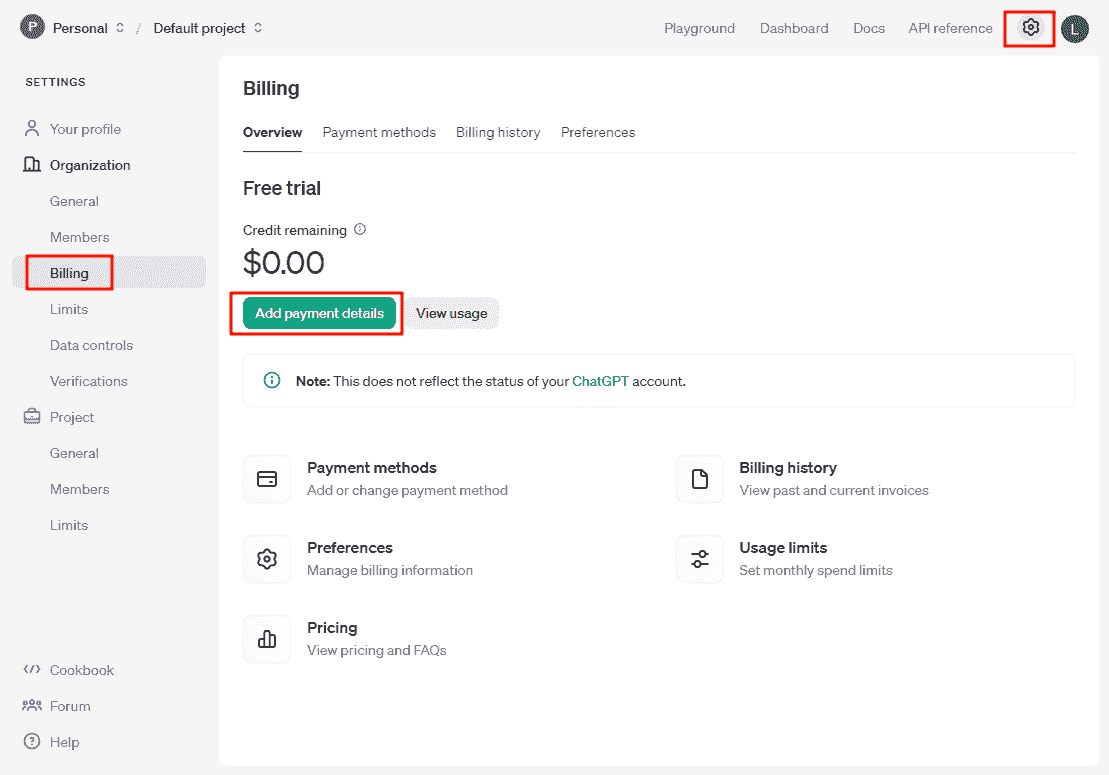 P Personal / Default project
Playground Dashboard Docs API reference L
SETTINGS
Your profile
Organization
General
Members
Billing
Limits
Data controls
Verifications
Project
General
Members
Limits
Cookbook
Forum
Help
Billing
Overview Payment methods Billing history Preferences
Free trial
Credit remaining
$0.00
Add payment details View usage
Note: This does not reflect the status of your ChatGPT account.
Payment methods
Add or change payment method
Billing history
View past and current invoices
Preferences
Manage billing information
Usage limits
Set monthly spend limits
Pricing
View pricing and FAQs